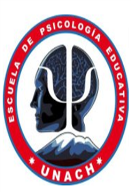 ESCUELA DE PSICOLOGÍA EDUCATIVA
* UNACH *